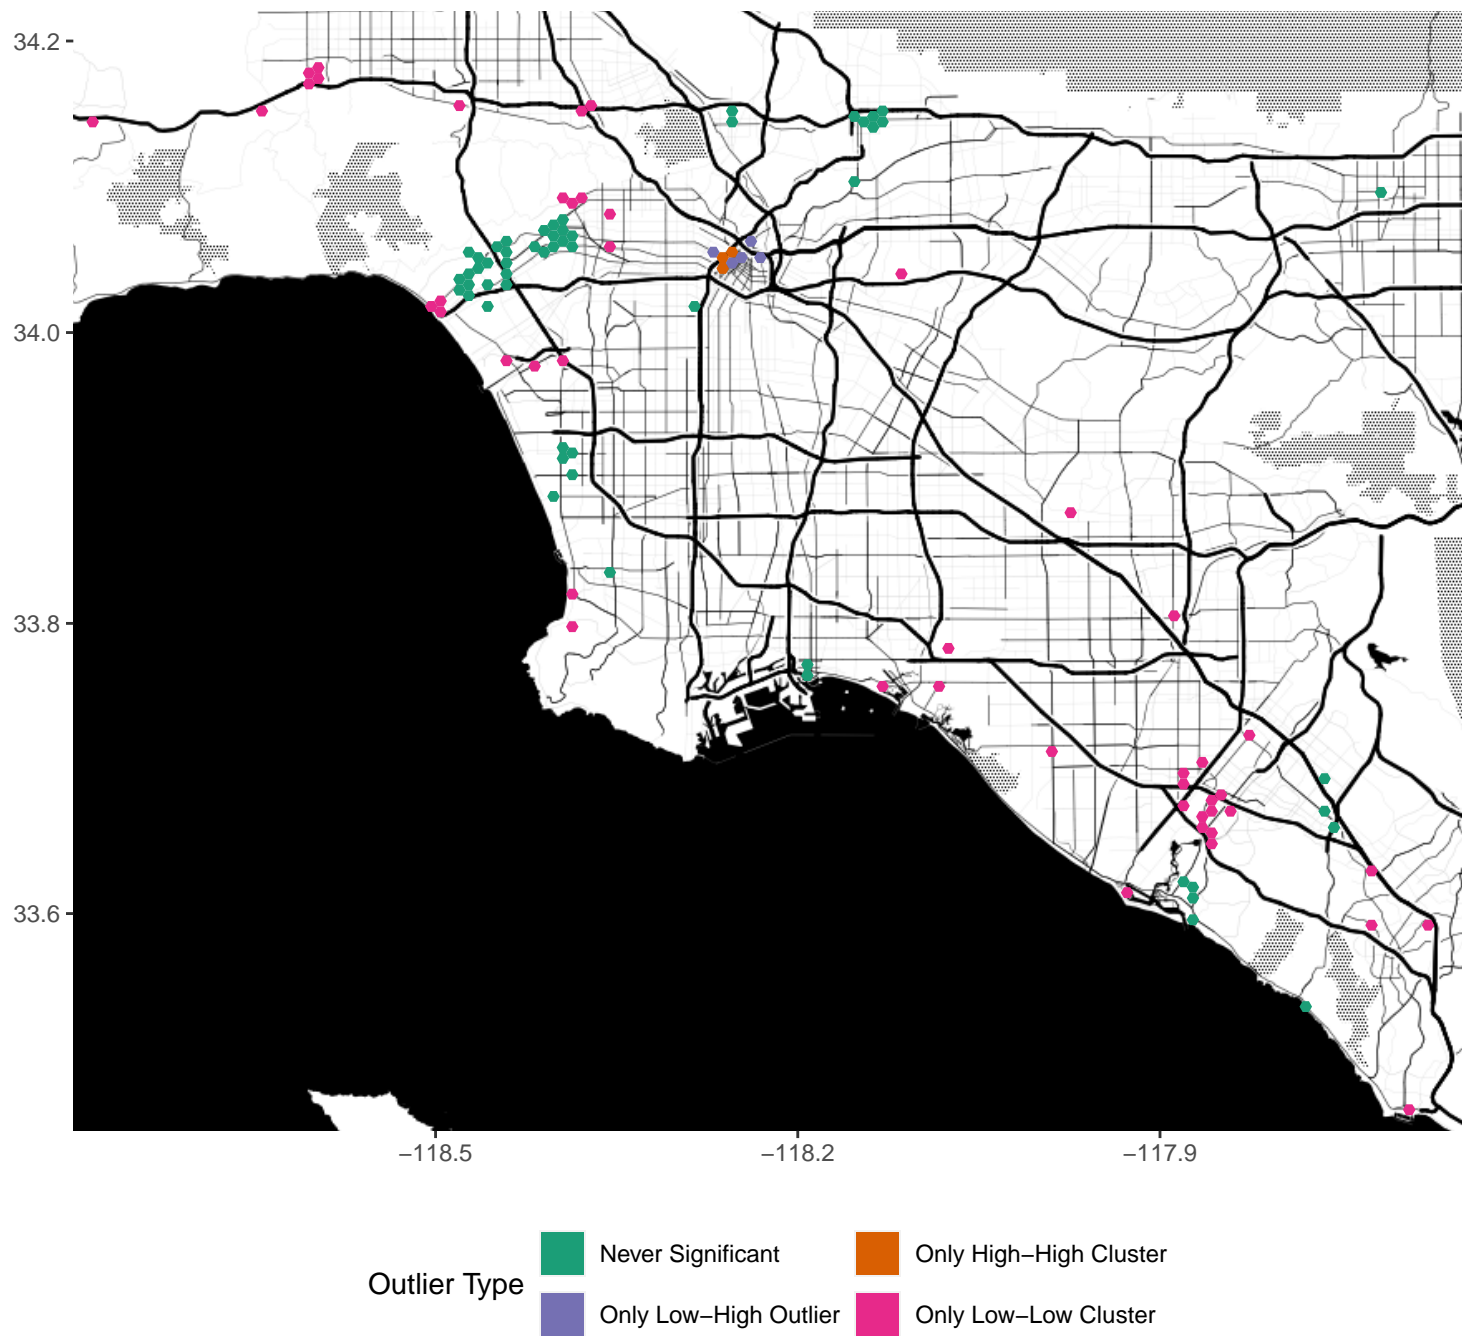 34.2
34.0
33.8
33.6
−118.5
−118.2
−117.9
Outlier Type
Never Significant
Only High−High Cluster
Only Low−High Outlier
Only Low−Low Cluster